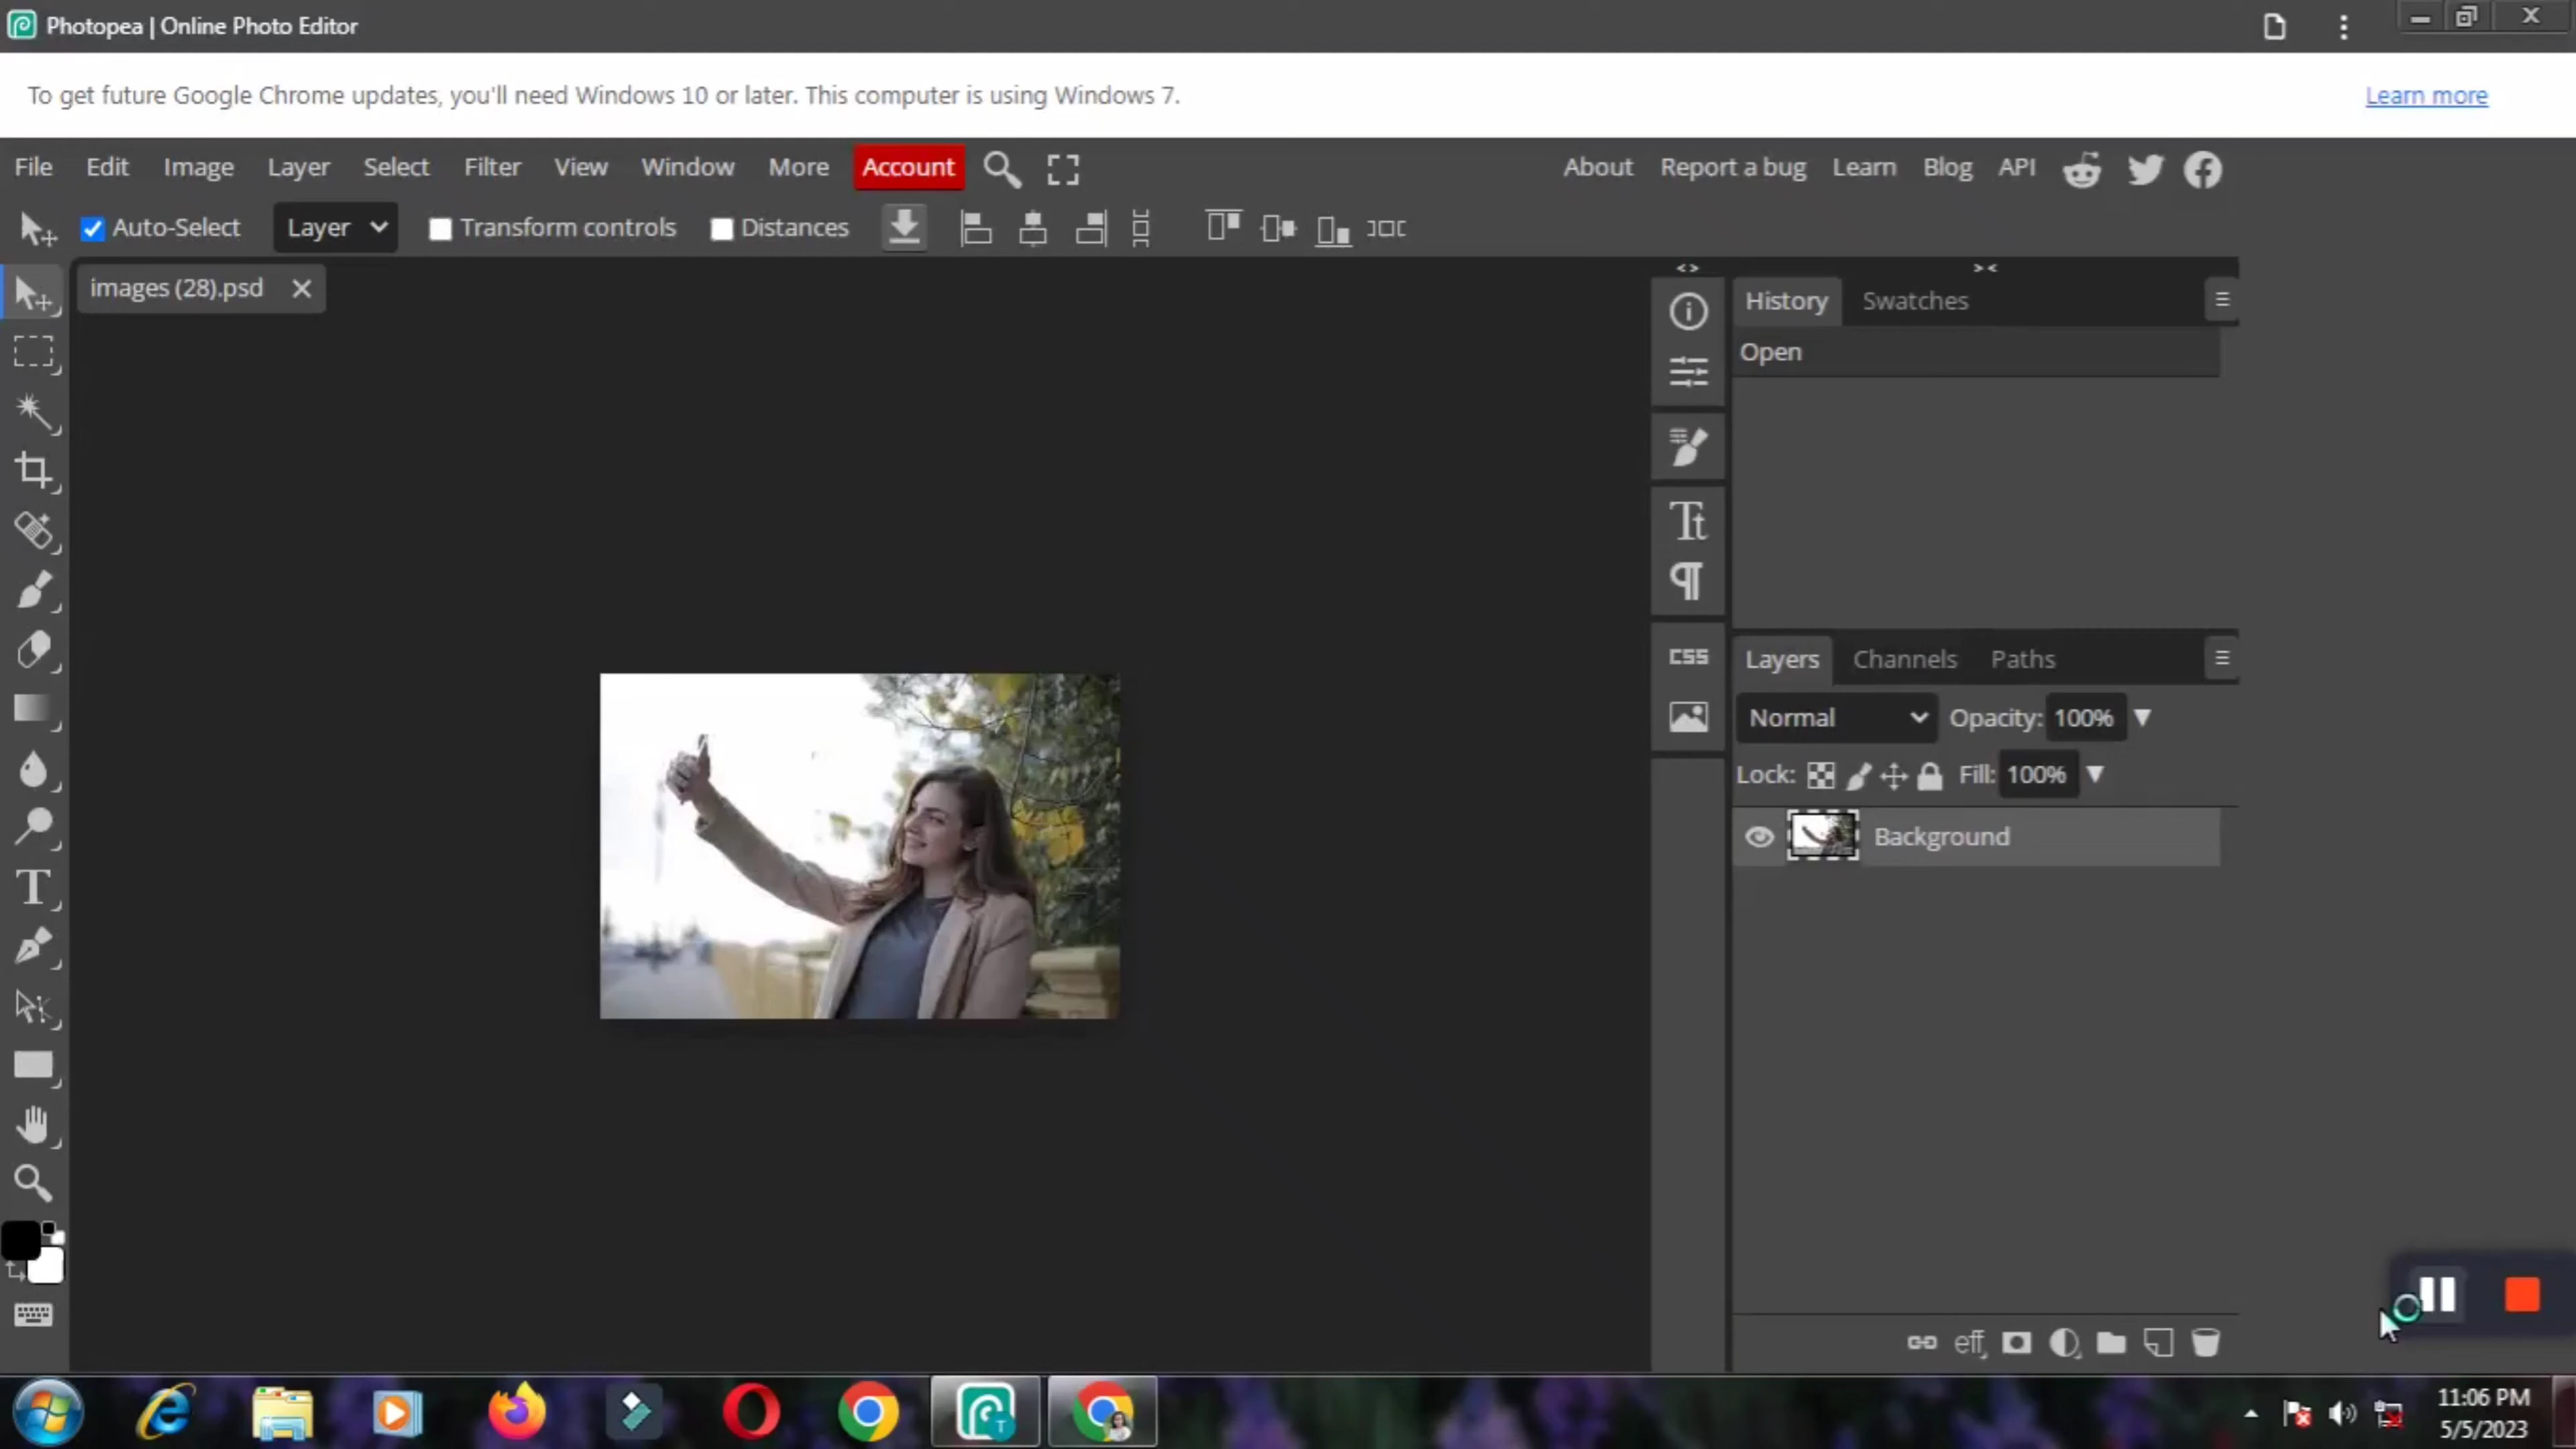 Photopea | Online Photo Editor
To get future Google Chrome updates, you'll need Windows 10 or later. This computer is using Windows 7.
Learn more
File Edit Image Layer Select Filter View Window More Account
About Report a bug Learn Blog API
Auto-Select Layer Transform controls Distances
images (28).psd
History Swatches
Open
CSS
Layers Channels Paths
Normal Opacity: 100%
Lock: Fill: 100%
Background
eff
11:06 PM
5/5/2023